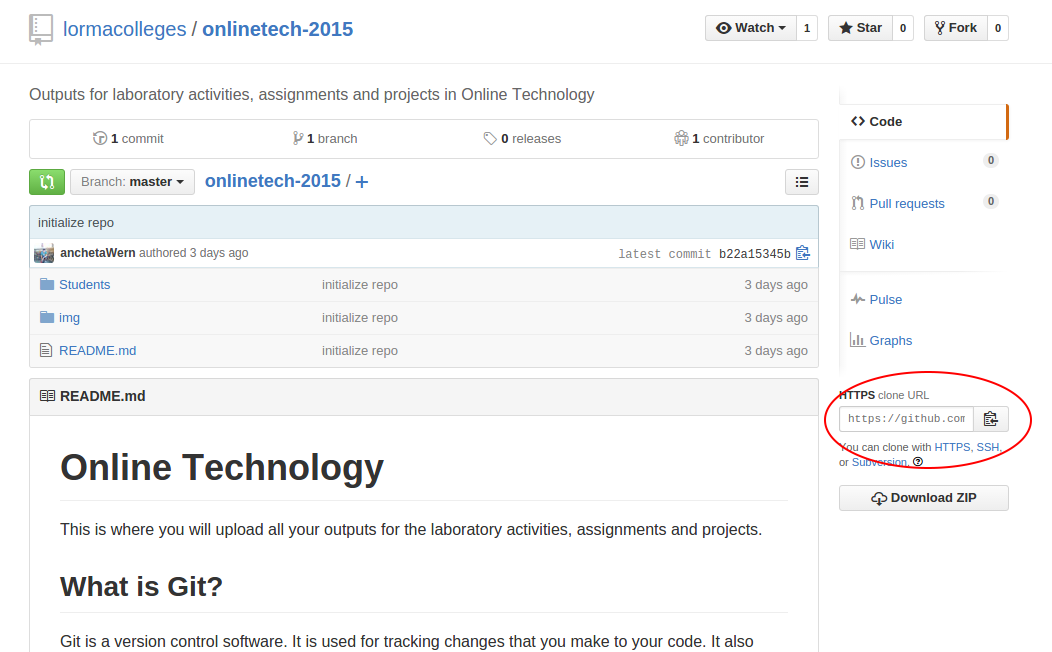 lormacolleges / onlinetech-2015
Watch 1 Star 0 Fork 0
Outputs for laboratory activities, assignments and projects in Online Technology
1 commit 1 branch 0 releases 1 contributor
Branch: master onlinetech-2015 / +
initialize repo
anchetaWern authored 3 days ago latest commit b22a15345b
Students initialize repo 3 days ago
img initialize repo 3 days ago
README.md initialize repo 3 days ago
README.md
Online Technology
This is where you will upload all your outputs for the laboratory activities, assignments and projects.
What is Git?
Git is a version control software. It is used for tracking changes that you make to your code. It also
Code
Issues 0
Pull requests 0
Wiki
Pulse
Graphs
HTTPS clone URL
https://github.com
You can clone with HTTPS, SSH,
or Subversion.
Download ZIP